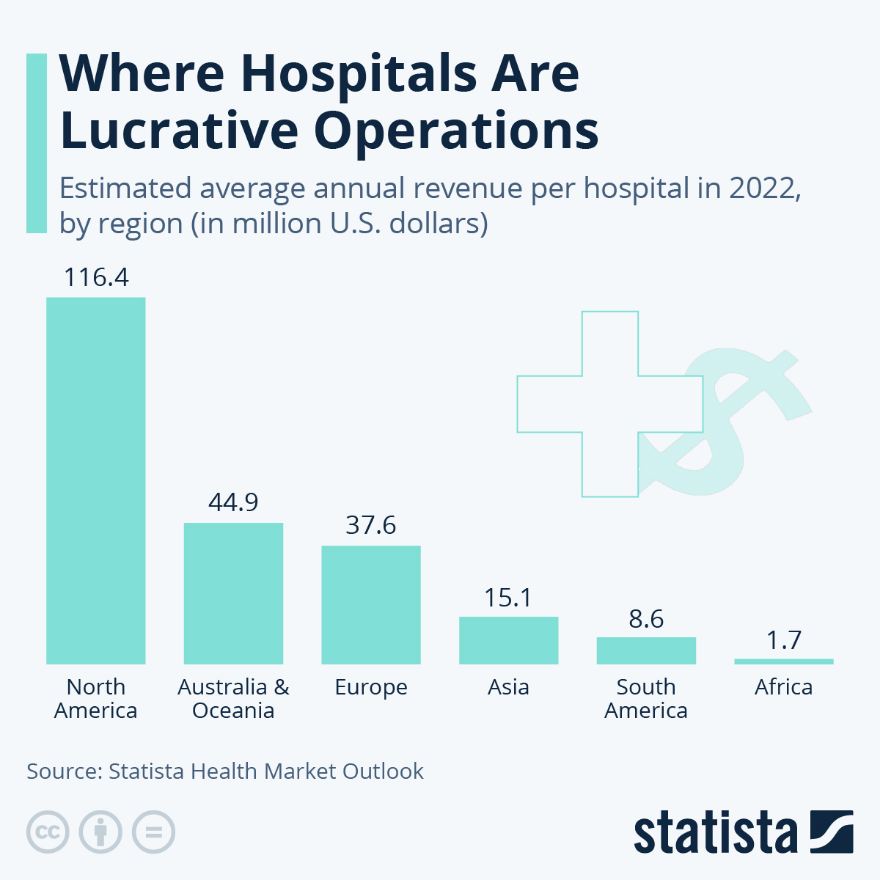 Where Hospitals Are
Lucrative Operations
Estimated average annual revenue per hospital in 2022,
by region (in million U.S. dollars)
116.4
44.9
37.6
15.1
8.6
1.7
North
America
Australia &
Oceania
Europe
Asia
South
America
Africa
Source: Statista Health Market Outlook
cc
statista